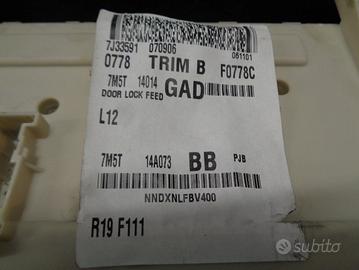 7J33591 070906 081101
0778 TRIM B F0778C
7M5T 14014 GAD
DOOR LOCK FEED
L12
7M5T 14A073 BB PJB
NNDXNLFBV400
R19 F111
subito